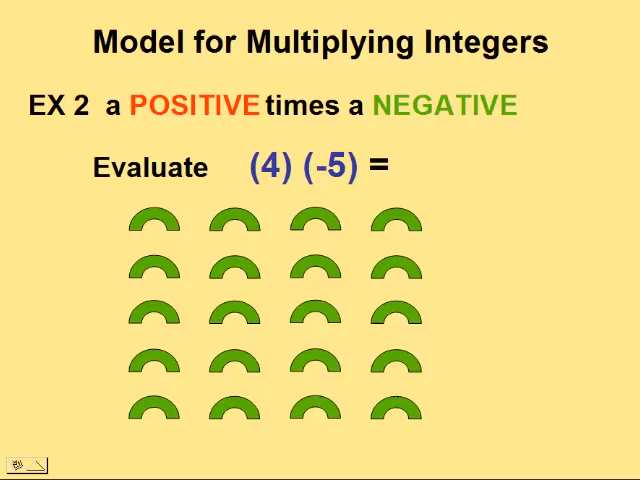 Model for Multiplying Integers
EX 2 a POSITIVE times a NEGATIVE
Evaluate (4) (-5) =